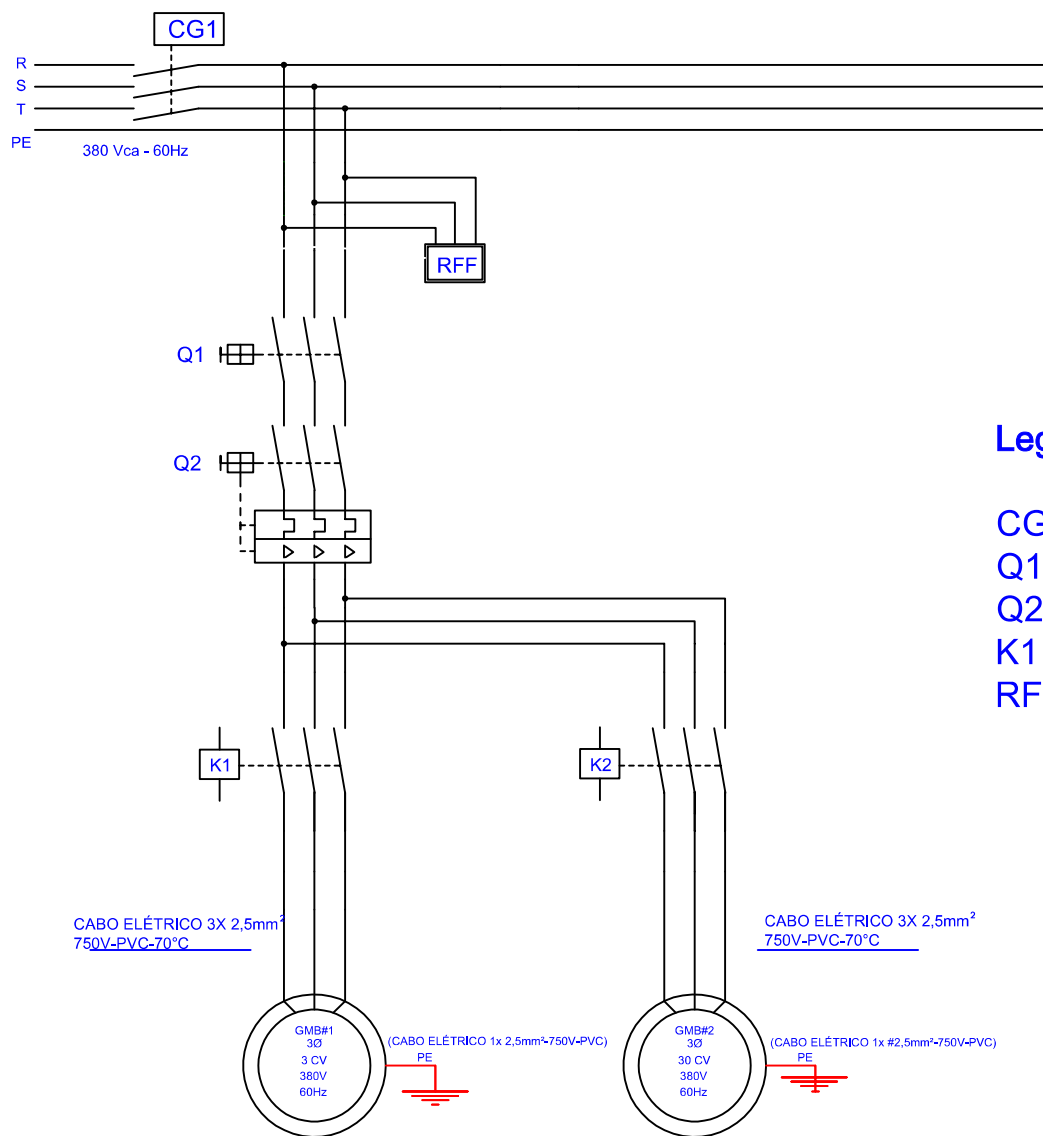 CG1
R
S
T
PE
380 Vca - 60Hz
RFF
Q1
Q2
Leg
CG
Q1
Q2
K1
RF
K1
K2
CABO ELÉTRICO 3X 2,5mm²
750V-PVC-70°C
CABO ELÉTRICO 3X 2,5mm²
750V-PVC-70°C
GMB#1
3Ø
3 CV
380V
60Hz
(CABO ELÉTRICO 1x 2,5mm²-750V-PVC)
PE
GMB#2
3Ø
30 CV
380V
60Hz
(CABO ELÉTRICO 1x #2,5mm²-750V-PVC)
PE